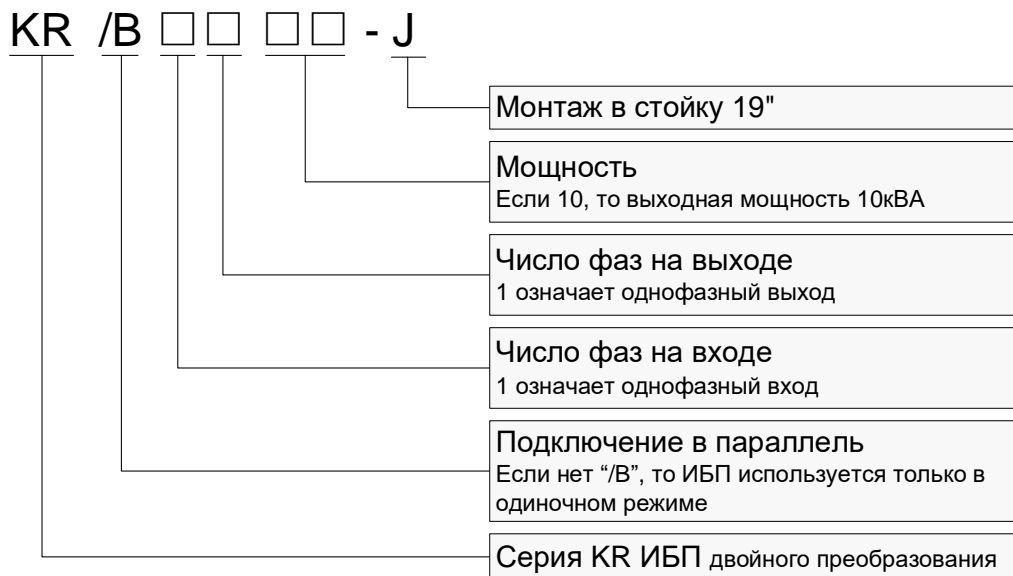 KR /B □□ □□ - J
Монтаж в стойку 19"
Мощность
Если 10, то выходная мощность 10кВА
Число фаз на выходе
1 означает однофазный выход
Число фаз на входе
1 означает однофазный вход
Подключение в параллель
Если нет “/B”, то ИБП используется только в
одиночном режиме
Серия KR ИБП двойного преобразования